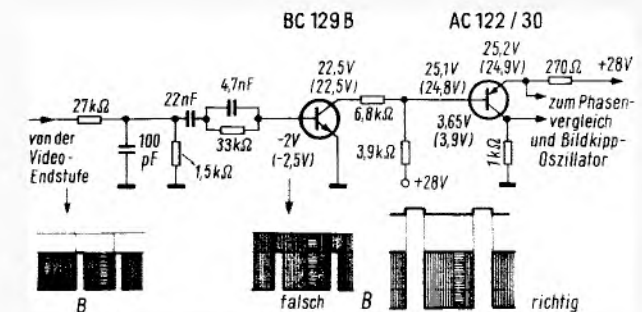 BC 129 B
AC 122 / 30
25,2V
(24,9V)
270Ω
+28V
22,5V
(22,5V)
25,1V
(24,8V)
4,7nF
22nF
27kΩ
33kΩ
6,8kΩ
zum Phasen-
vergleich
und Bildkipp-
Oszillator
von der
Video-
Endstufe
100
pF
1,5kΩ
-2V
(-2,5V)
3,9kΩ
+28V
3,65V
(3,9V)
1kΩ
B
falsch
B
richtig